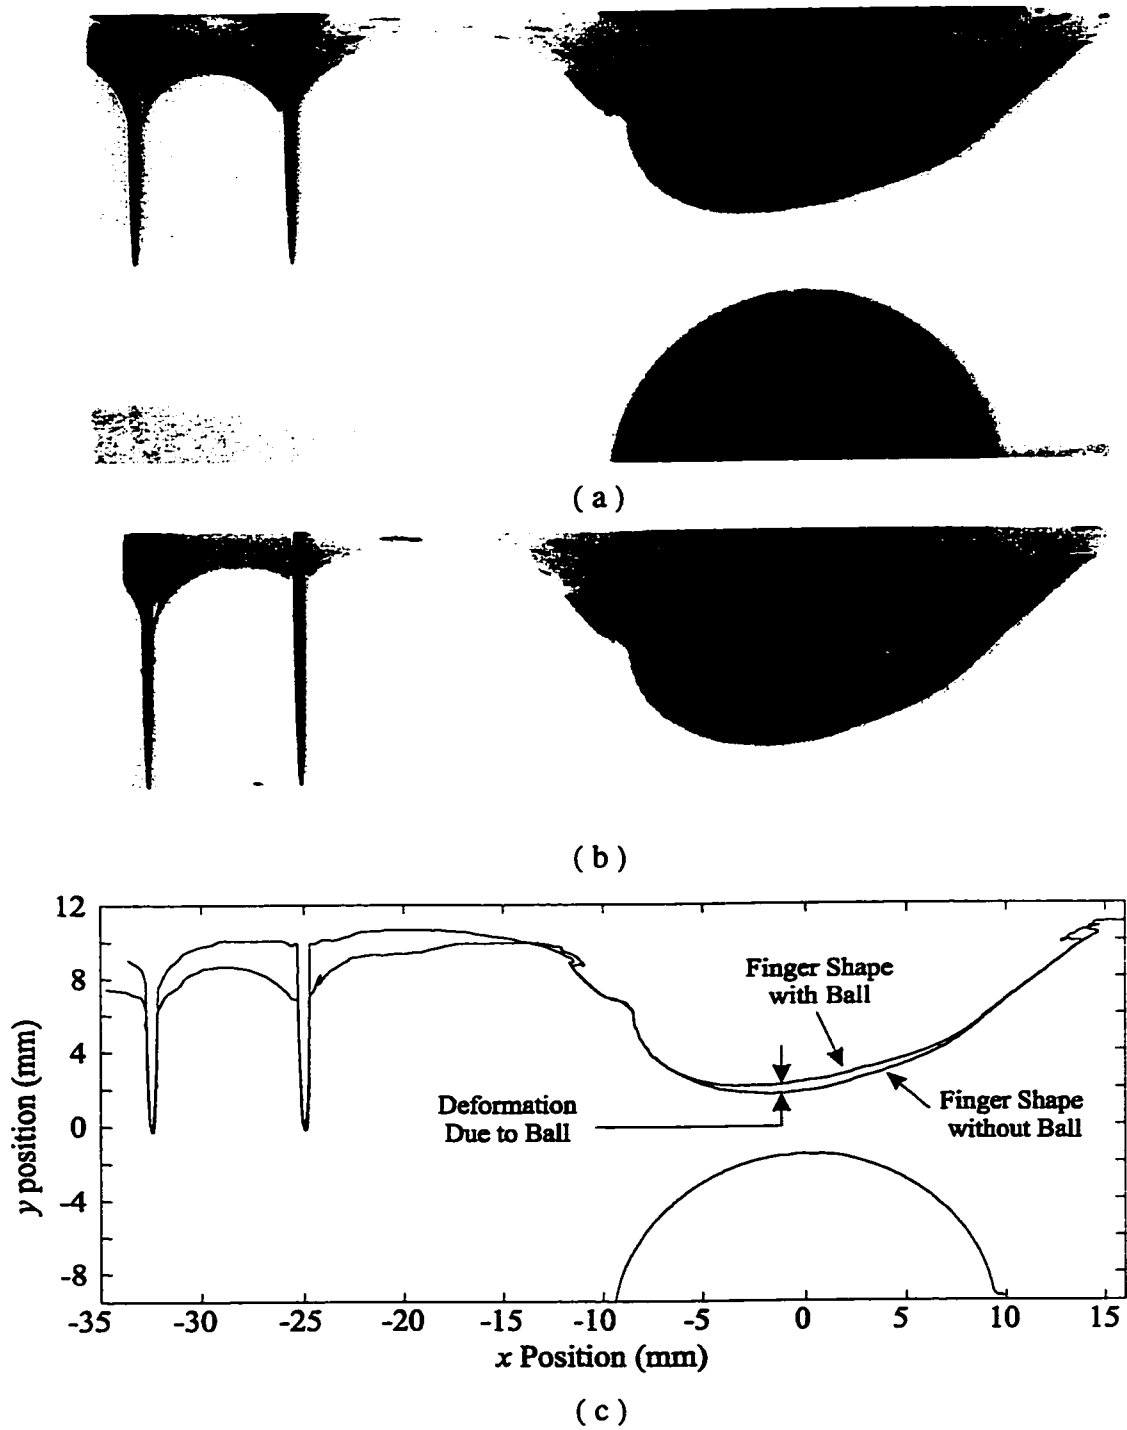 ( a )
( b )
12
8
4
0
-4
-8
y position (mm)
Finger Shape
with Ball
Deformation
Due to Ball
Finger Shape
without Ball
-35 -30 -25 -20 -15 -10 -5 0 5 10 15
x Position (mm)
( c )